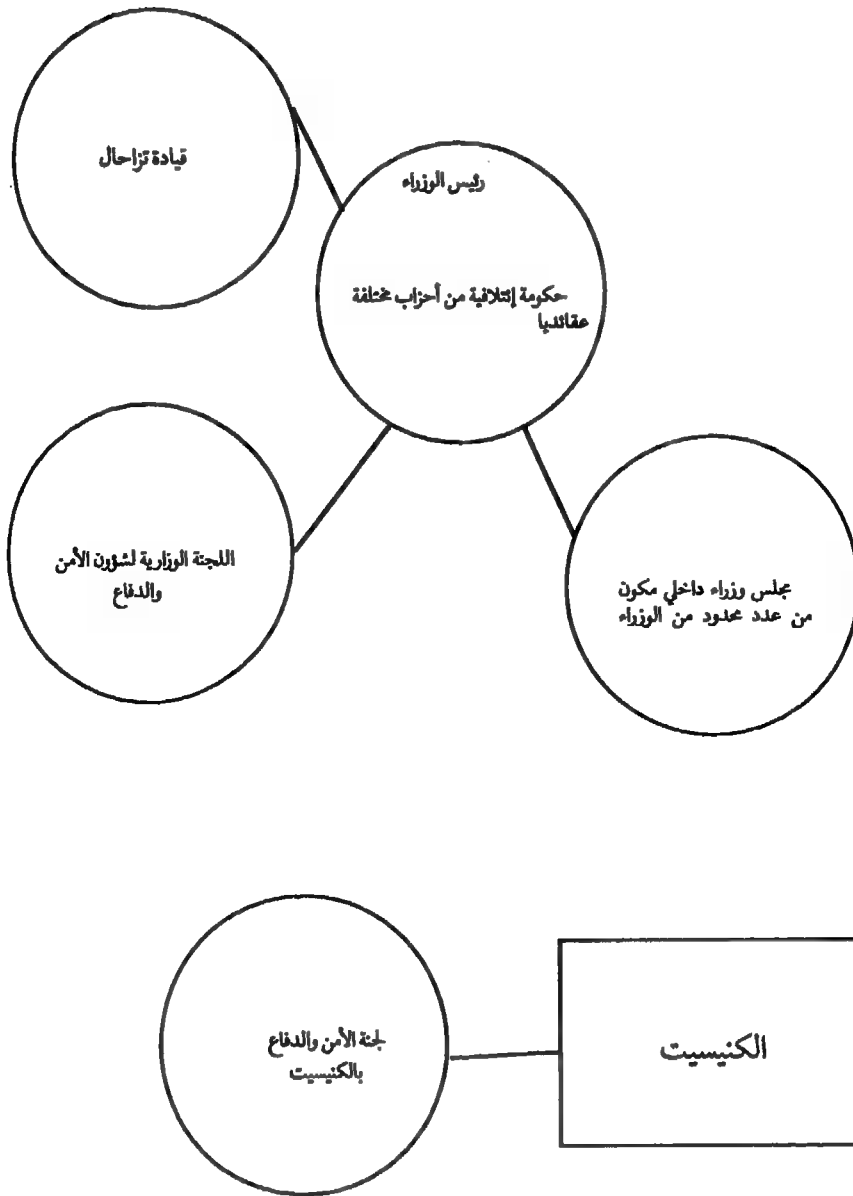 قيادة تزاحال
رئيس الوزراء
حكومة إئتلافية من أحزاب مختلفة
عقائديا
اللجنة الوزارية لشؤون الأمن
والدفاع
مجلس وزراء داخلي مكون
من عدد محدود من الوزراء
لجنة الأمن والدفاع
بالكنيسيت
الكنيسيت